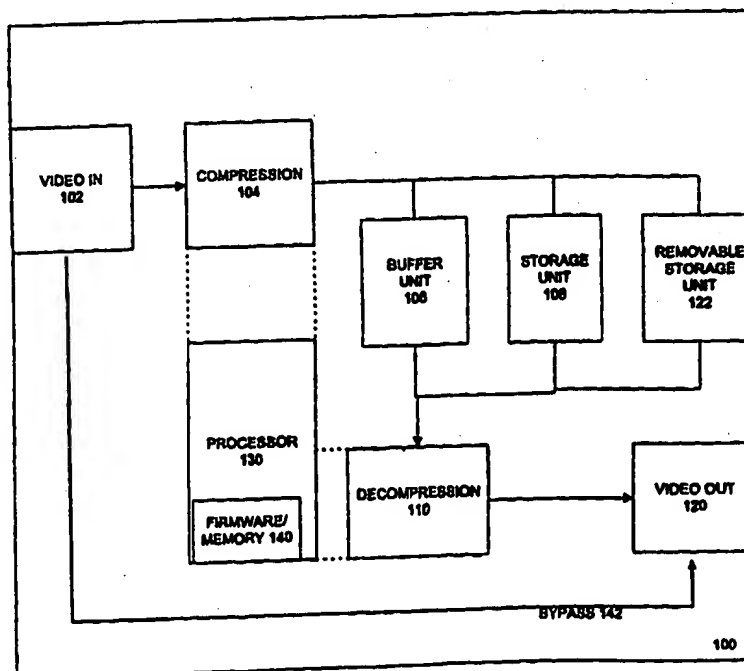 VIDEO IN
102
COMPRESSION
104
BUFFER
UNIT
106
STORAGE
UNIT
108
REMOVABLE
STORAGE
UNIT
122
PROCESSOR
130
FIRMWARE/
MEMORY 140
DECOMPRESSION
110
VIDEO OUT
120
BYPASS 142
100